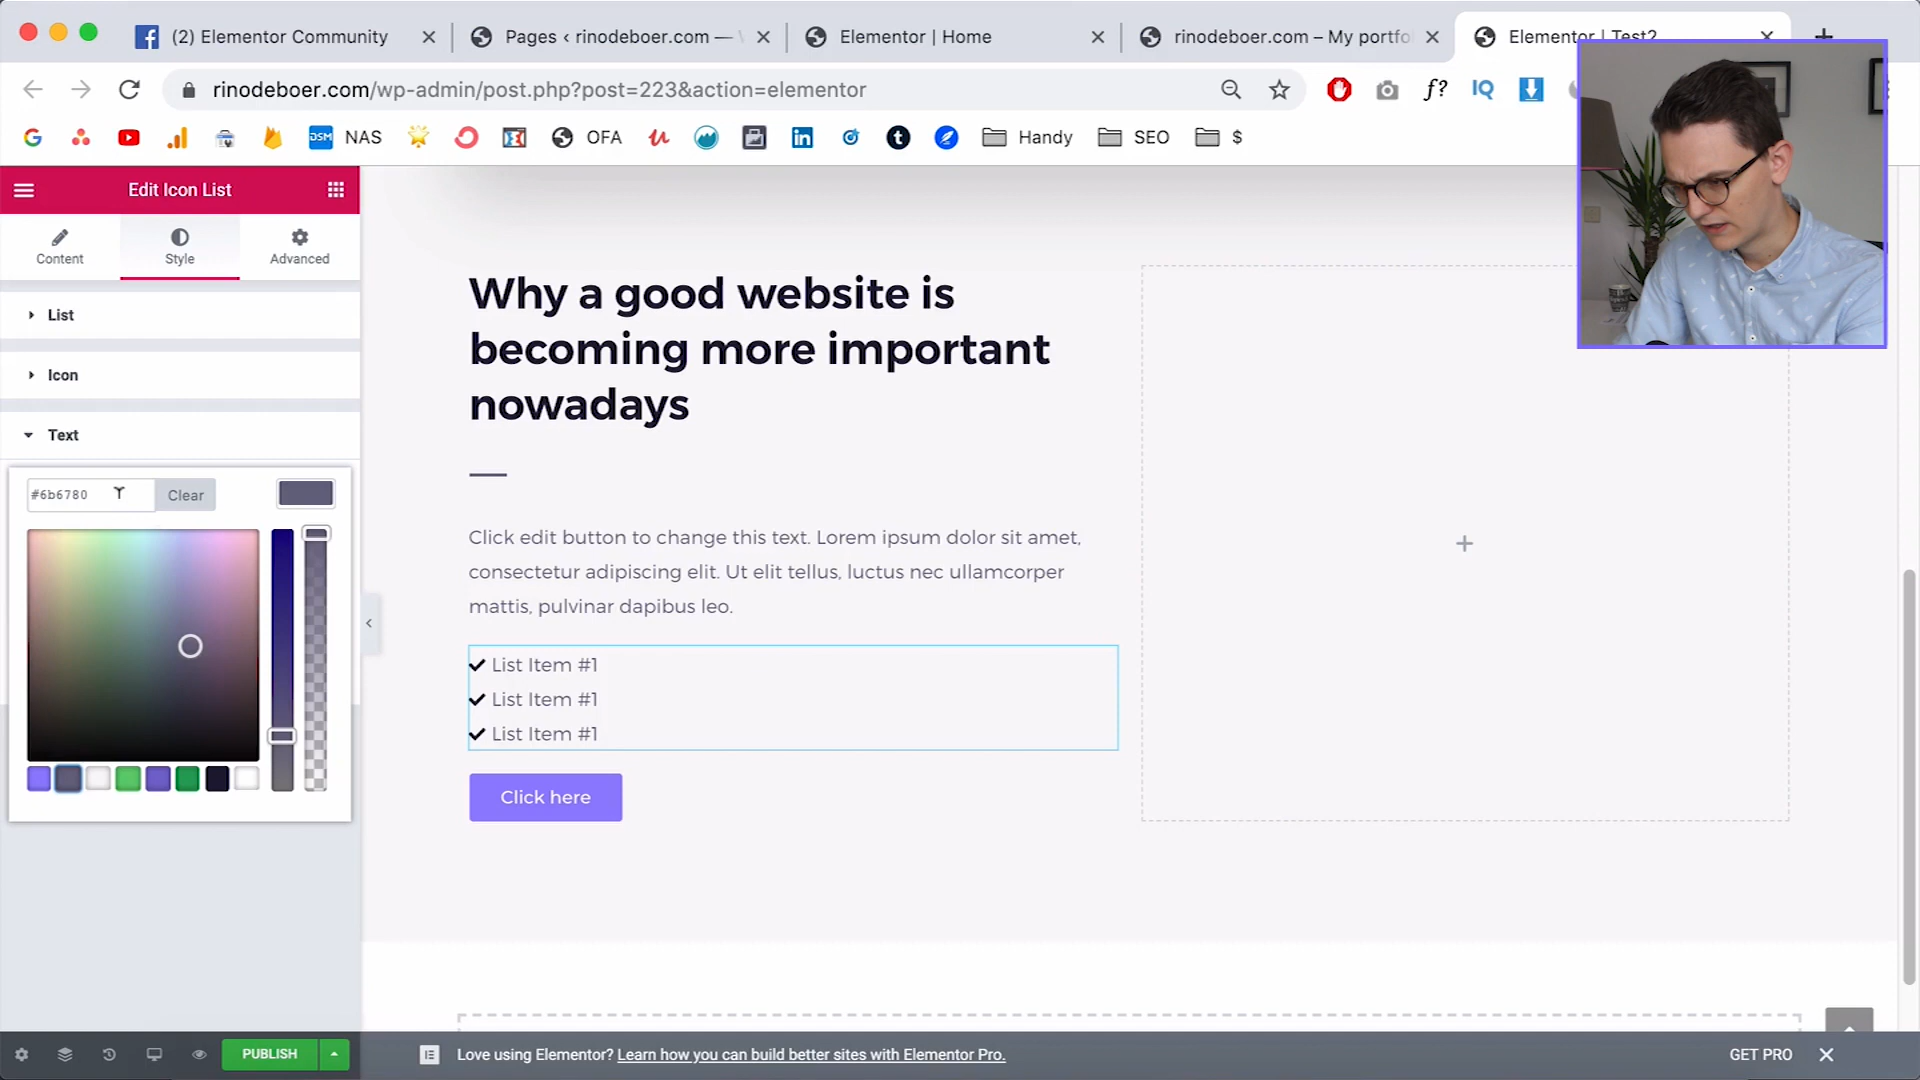 (2) Elementor Community
Pages ‹ rinodeboer.com —
Elementor | Home
rinodeboer.com – My portfo
Elementor | Test2
rinodeboer.com/wp-admin/post.php?post=223&action=elementor
f?
IQ
G
DSM
NAS
OFA
in
t
Handy
SEO
$
Edit Icon List
Content
Style
Advanced
List
Icon
Text
#6b6780
Clear
Why a good website is
becoming more important
nowadays
Click edit button to change this text. Lorem ipsum dolor sit amet,
consectetur adipiscing elit. Ut elit tellus, luctus nec ullamcorper
mattis, pulvinar dapibus leo.
List Item #1
List Item #1
List Item #1
Click here
PUBLISH
Love using Elementor? Learn how you can build better sites with Elementor Pro.
GET PRO